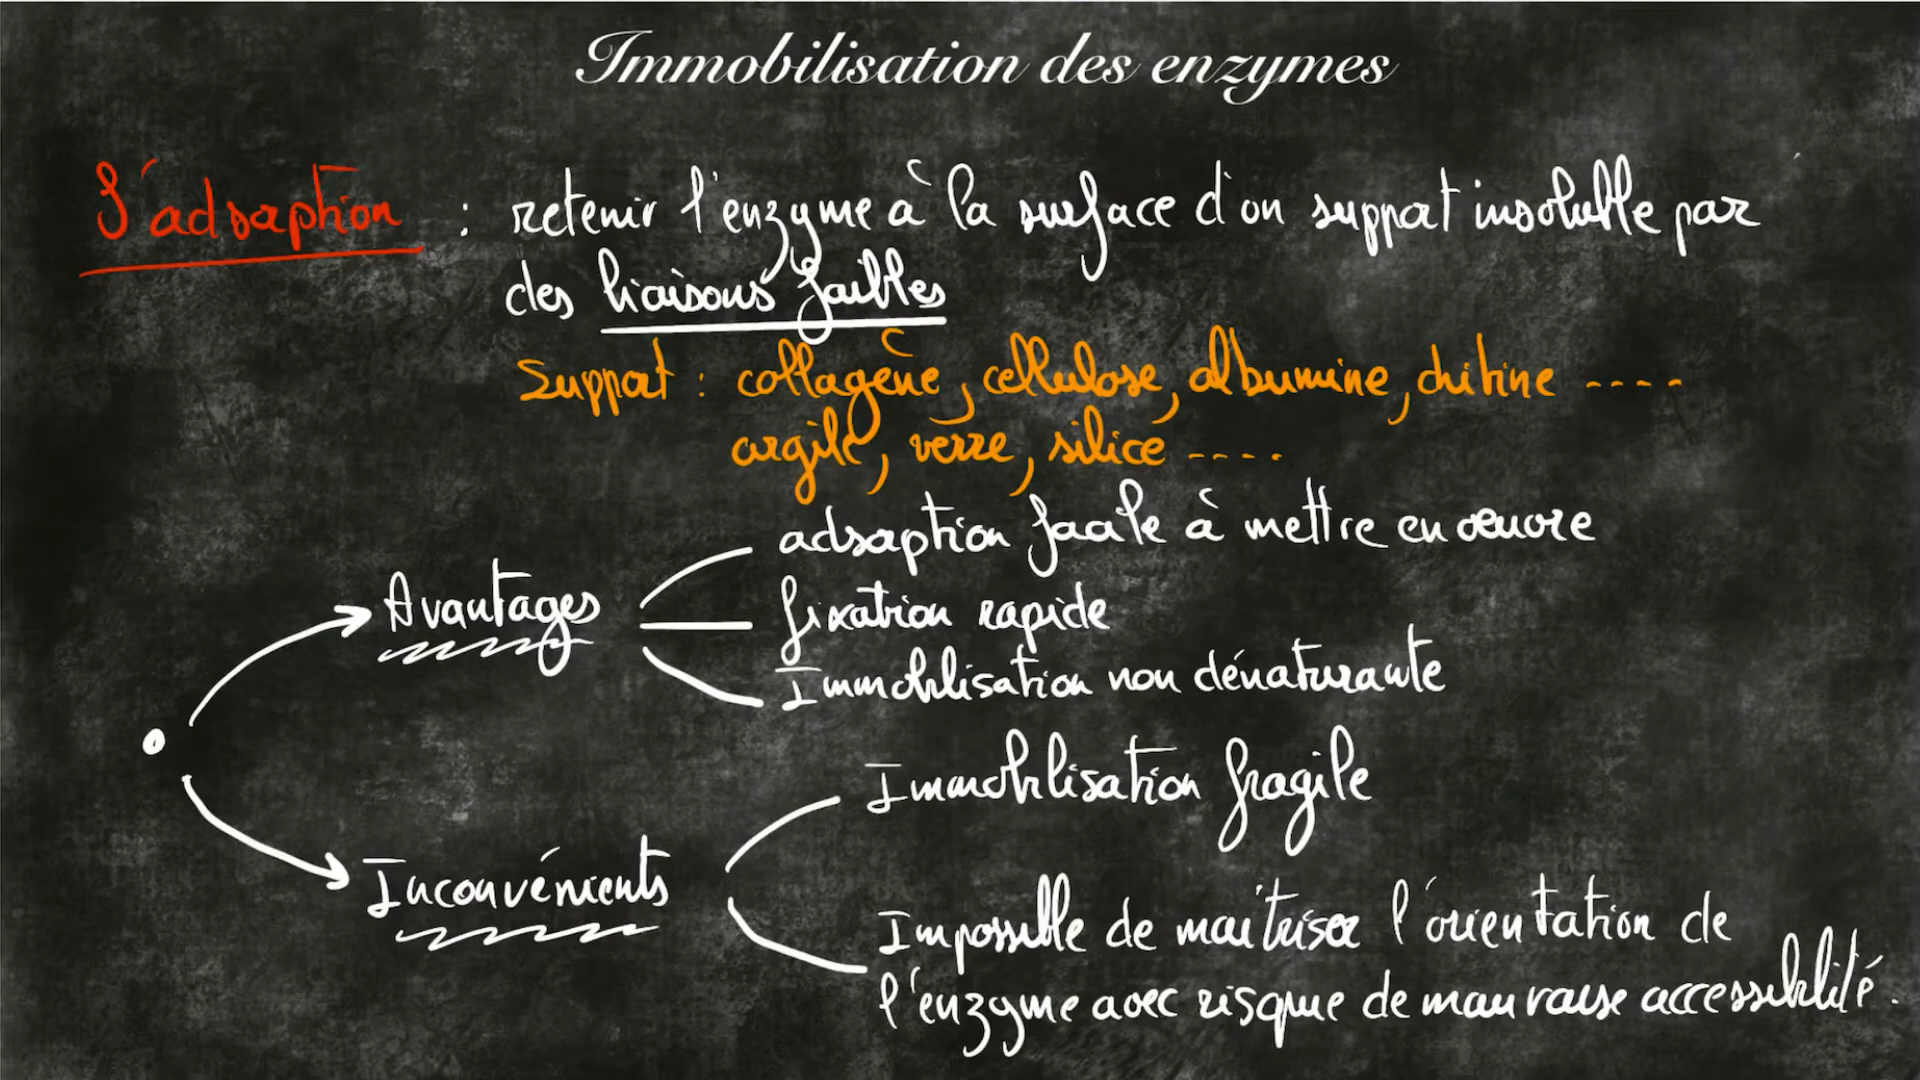 Immobilisation des enzymes
L'adsorption : retenir l'enzyme à la surface d'un support insoluble par
des liaisons faibles
Support : collagène, cellulose, albumine, chitine ----
argile, verre, silice ----
adsorption facile à mettre en œuvre
Avantages
fixation rapide
Immobilisation non dénaturante
Immobilisation fragile
Inconvénients
Impossible de maitriser l'orientation de
l'enzyme avec risque de mauvaise accessibilité.